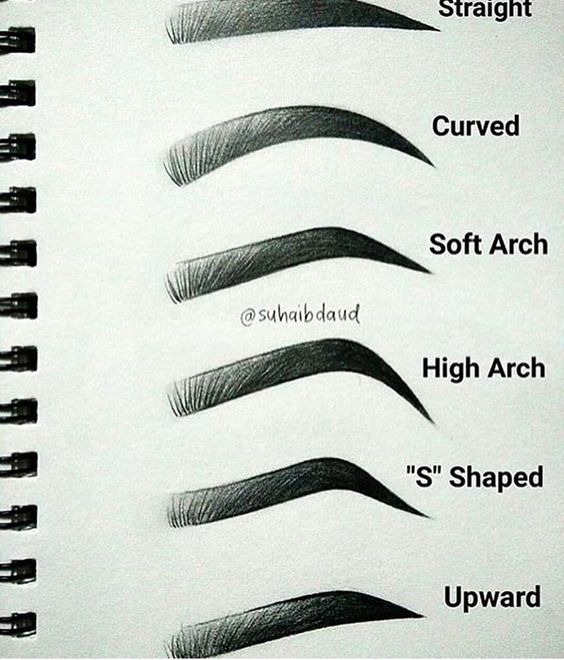 Straight
Curved
Soft Arch
@suhaibdaud
High Arch
"S" Shaped
Upward